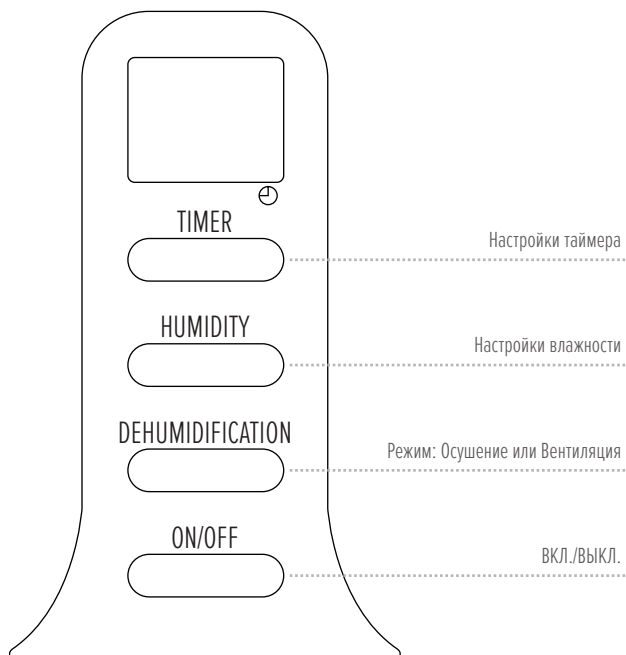 TIMER
Настройки таймера
HUMIDITY
Настройки влажности
DEHUMIDIFICATION
Режим: Осушение или Вентиляция
ON/OFF
ВКЛ./ВЫКЛ.